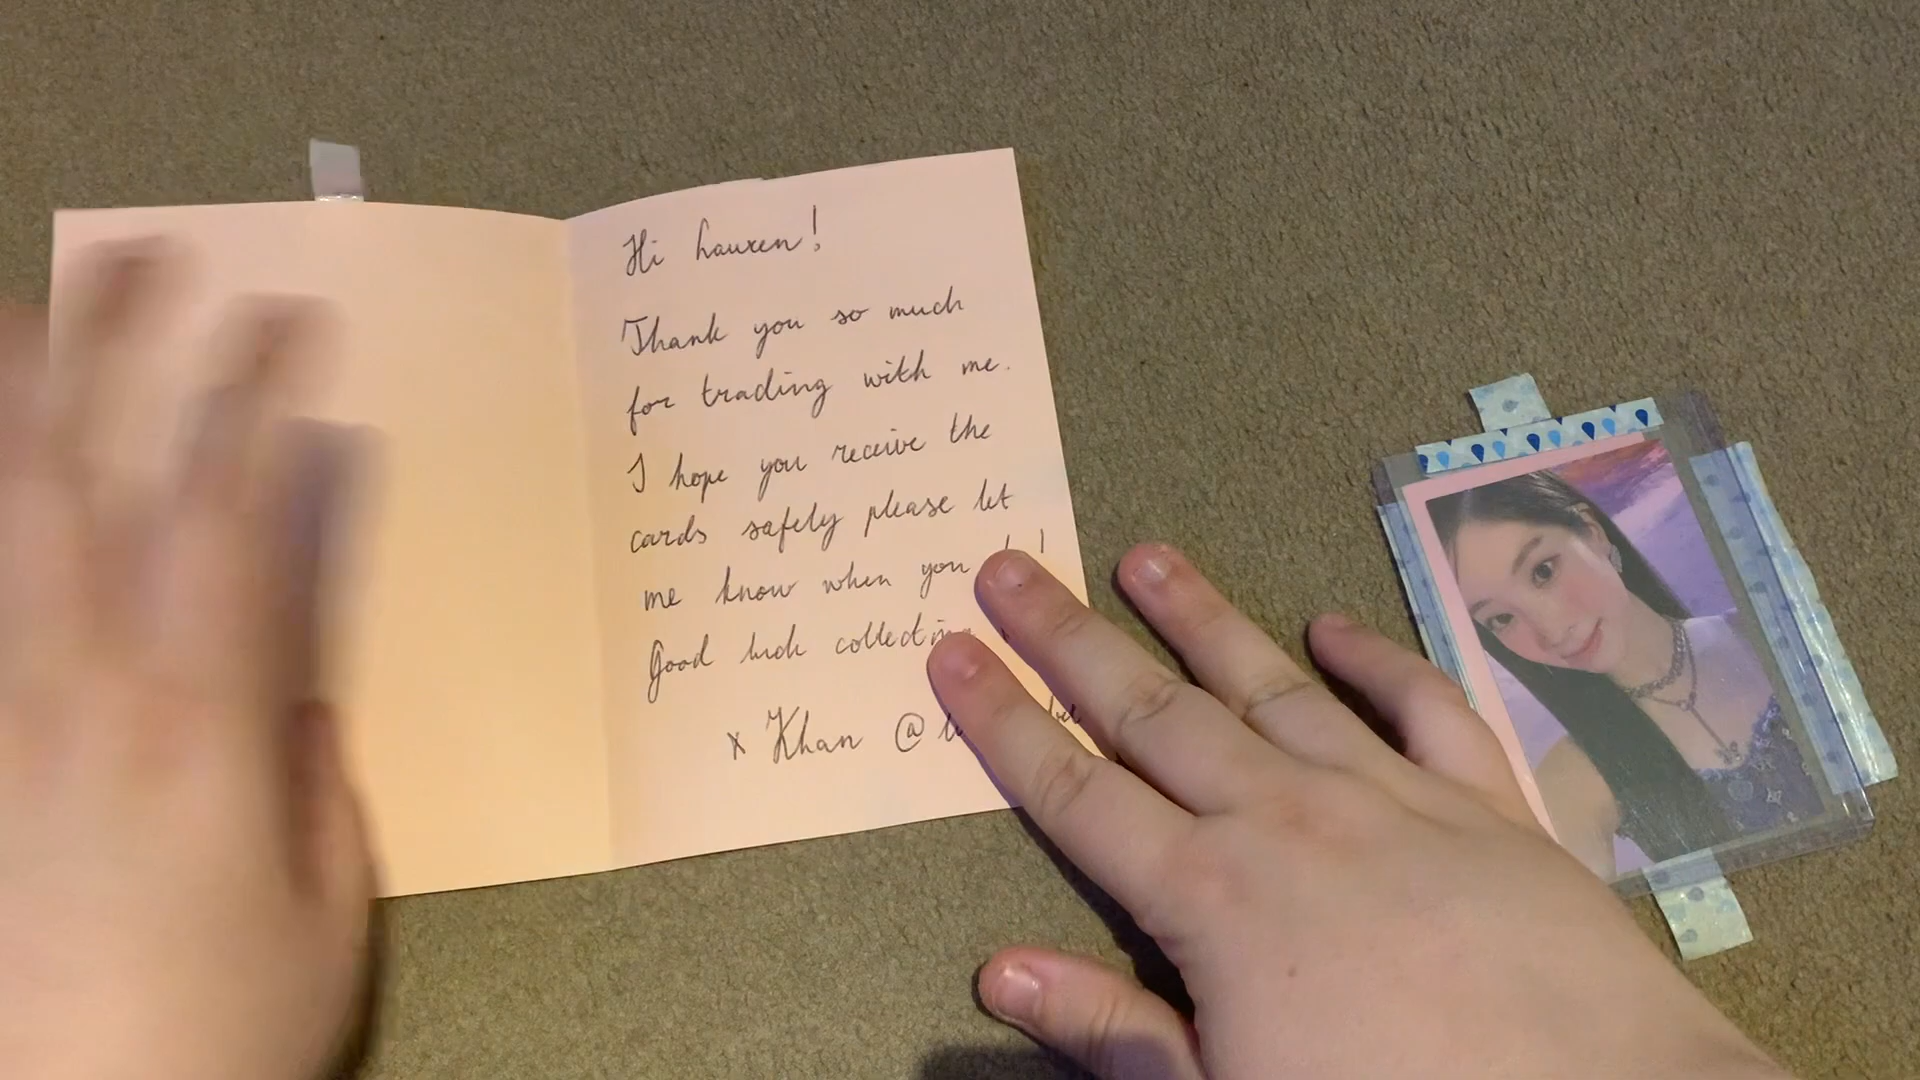 Hi Lauren!
Thank you so much
for trading with me.
I hope you receive the
cards safely please let
me know when you
Good luck
x Khan @